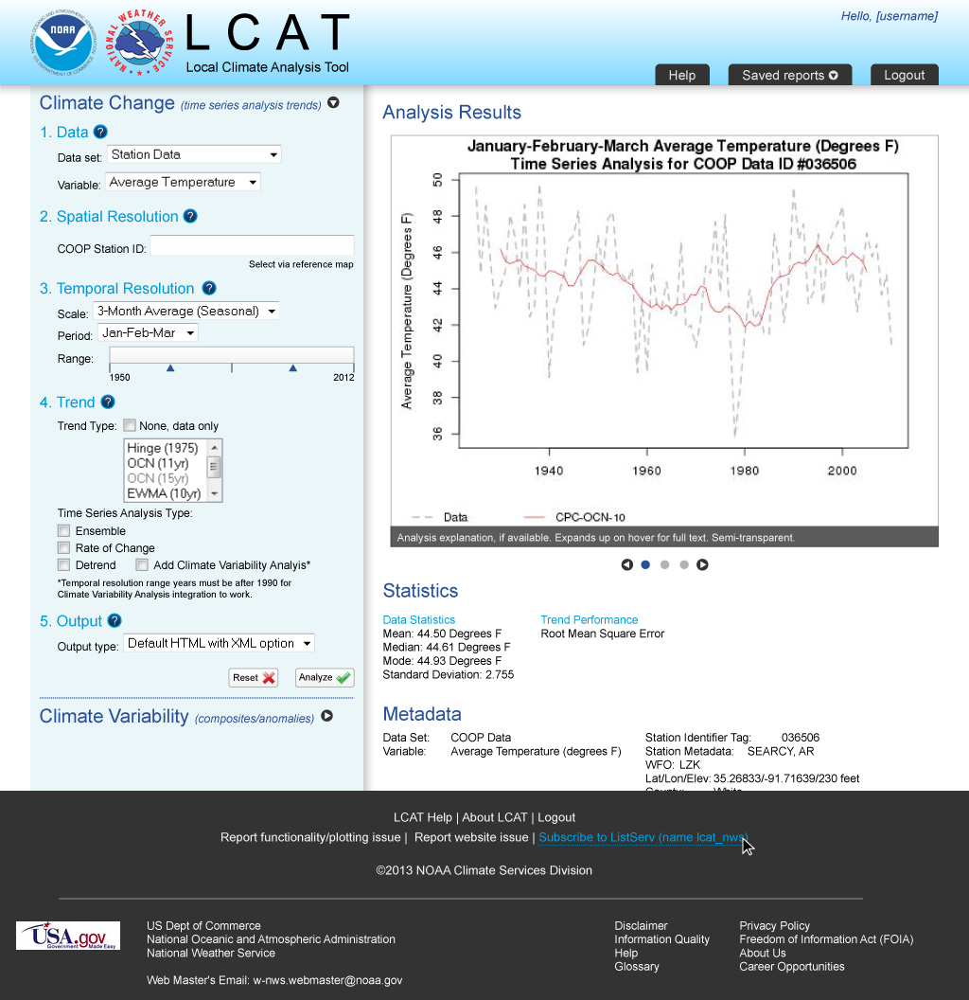 NOAA
NATIONAL OCEANIC AND ATMOSPHERIC ADMINISTRATION
U.S. DEPARTMENT OF COMMERCE
NATIONAL WEATHER SERVICE
LCAT
Local Climate Analysis Tool
Hello, [username]
Help
Saved reports
Logout
Climate Change (time series analysis trends)
1. Data ?
Data set: Station Data
Variable: Average Temperature
2. Spatial Resolution ?
COOP Station ID:
Select via reference map
3. Temporal Resolution ?
Scale: 3-Month Average (Seasonal)
Period: Jan-Feb-Mar
Range:
1950 2012
4. Trend ?
Trend Type: None, data only
Hinge (1975)
OCN (11yr)
OCN (15yr)
EWMA (10yr)
Time Series Analysis Type:
Ensemble
Rate of Change
Detrend Add Climate Variability Analyis*
*Temporal resolution range years must be after 1990 for
Climate Variability Analysis integration to work.
5. Output ?
Output type: Default HTML with XML option
Reset Analyze
Climate Variability (composites/anomalies)
Analysis Results
January-February-March Average Temperature (Degrees F)
Time Series Analysis for COOP Data ID #036506
Average Temperature (Degrees F)
50
48
46
44
42
40
38
36
1940 1960 1980 2000
Data CPC-OCN-10
Analysis explanation, if available. Expands up on hover for full text. Semi-transparent.
Statistics
Data Statistics
Mean: 44.50 Degrees F
Median: 44.61 Degrees F
Mode: 44.93 Degrees F
Standard Deviation: 2.755
Trend Performance
Root Mean Square Error
Metadata
Data Set: COOP Data
Variable: Average Temperature (degrees F)
Station Identifier Tag: 036506
Station Metadata: SEARCY, AR
WFO: LZK
Lat/Lon/Elev: 35.26833/-91.71639/230 feet
County: White
LCAT Help | About LCAT | Logout
Report functionality/plotting issue | Report website issue | Subscribe to ListServ (name lcat_nws)
©2013 NOAA Climate Services Division
USA.gov
Government Made Easy
US Dept of Commerce
National Oceanic and Atmospheric Administration
National Weather Service
Web Master's Email: w-nws.webmaster@noaa.gov
Disclaimer
Information Quality
Help
Glossary
Privacy Policy
Freedom of Information Act (FOIA)
About Us
Career Opportunities